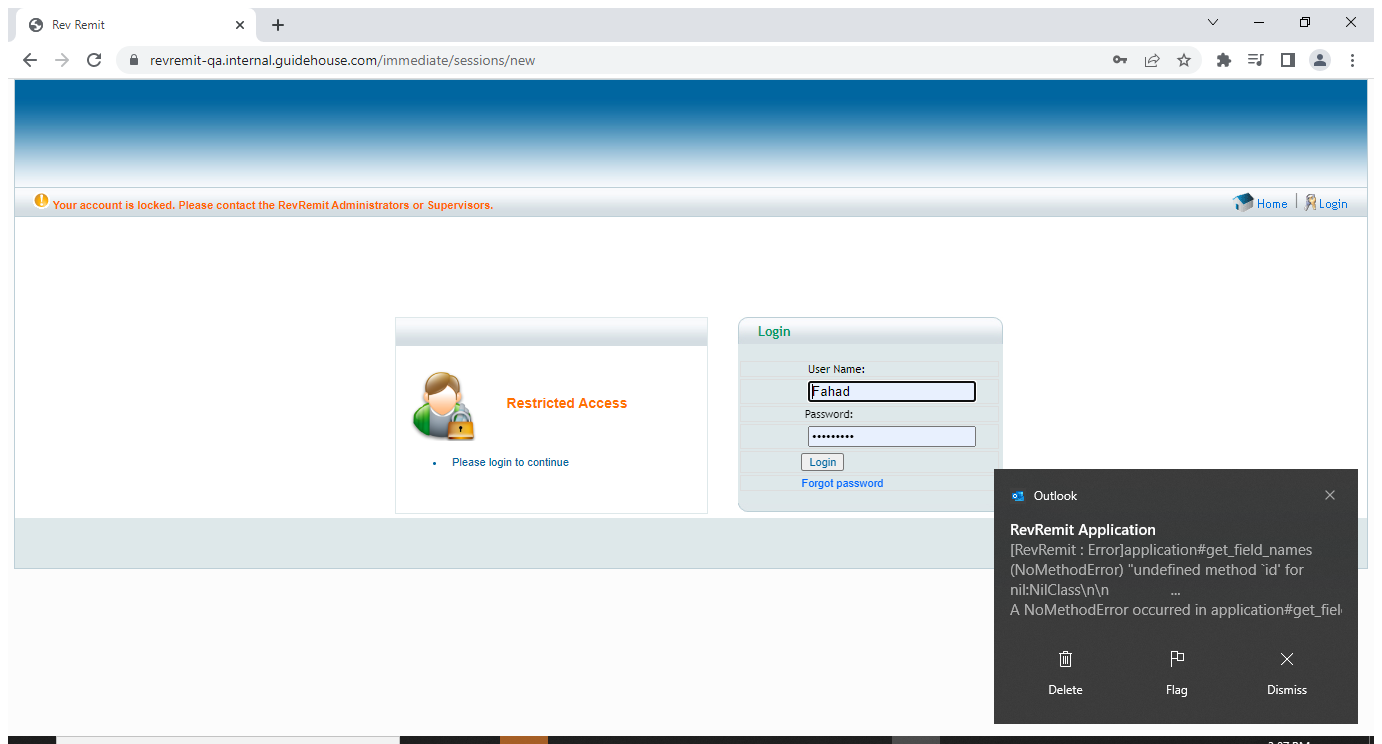 Rev Remit
revremit-qa.internal.guidehouse.com/immediate/sessions/new
Your account is locked. Please contact the RevRemit Administrators or Supervisors.
Home
Login
Restricted Access
Please login to continue
Login
User Name:
Fahad
Password:
Login
Forgot password
Outlook
RevRemit Application
[RevRemit : Error]application#get_field_names
(NoMethodError) "undefined method `id' for
nil:NilClass\n\n ...
A NoMethodError occurred in application#get_fiel
Delete
Flag
Dismiss